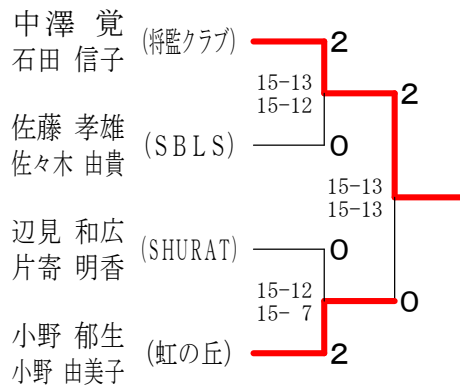 中澤 覚
石田 信子
(将監クラブ)
2
15-13
15-12
2
佐藤 孝雄
佐々木 由貴
(SBLS)
0
15-13
15-13
辺見 和広
片寄 明香
(SHURAT)
0
15-12
15- 7
0
小野 郁生
小野 由美子
(虹の丘)
2